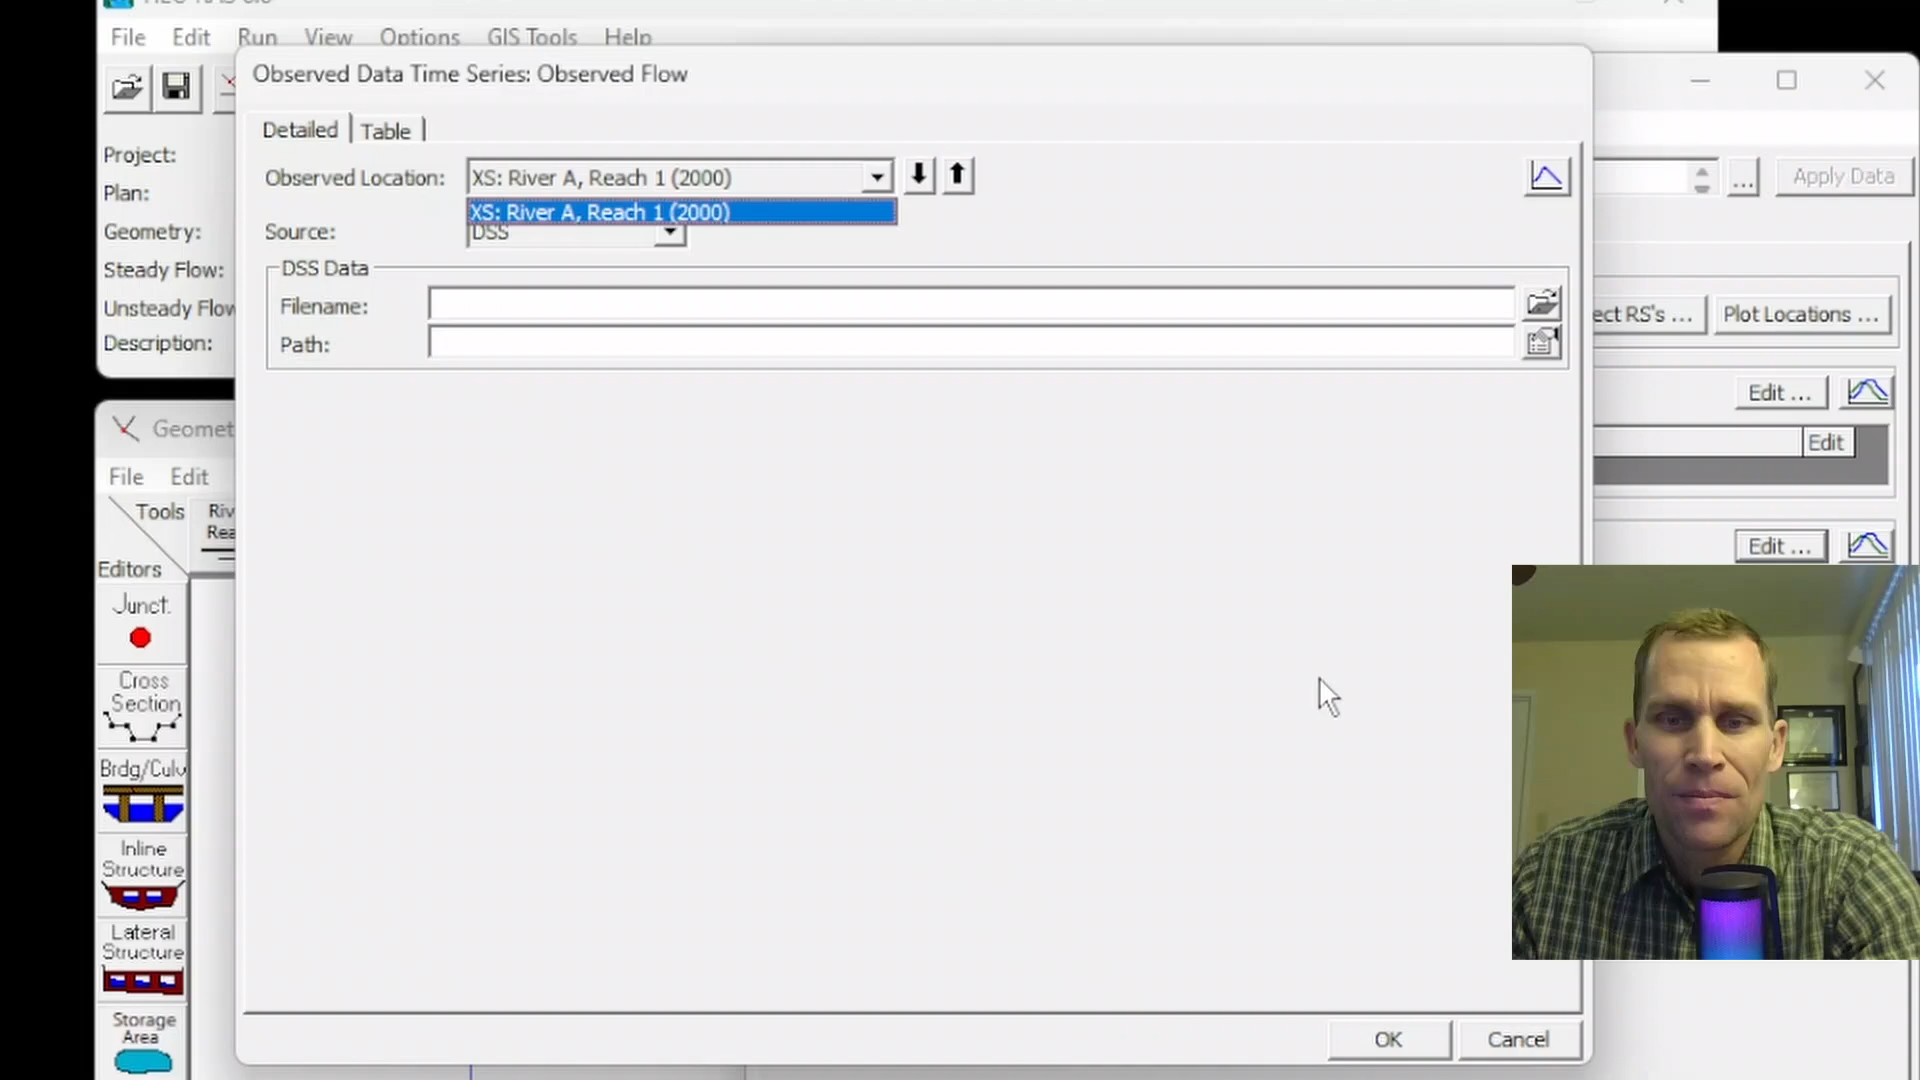 File Edit Run View Options GIS Tools Help
Observed Data Time Series: Observed Flow
Detailed Table
Project:
Observed Location: XS: River A, Reach 1 (2000)
XS: River A, Reach 1 (2000)
... Apply Data
Plan:
Geometry:
Source: DSS
Steady Flow:
DSS Data
Unsteady Flow
Filename:
ect RS's ... Plot Locations ...
Description:
Path:
Edit ...
Geomet
Edit
File Edit
Tools Riv
Rea
Edit ...
Editors
Junct.
Cross
Section
Brdg/Culv
Inline
Structure
Lateral
Structure
Storage
Area
OK Cancel